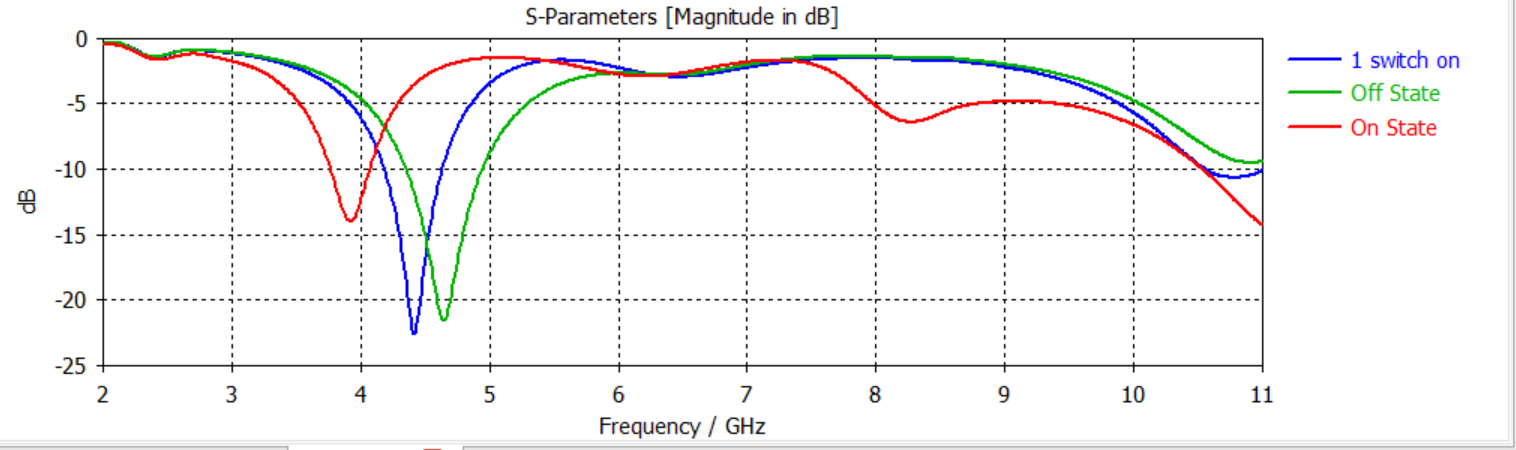 S-Parameters [Magnitude in dB]
0
-5
-10
-15
-20
-25
dB
2 3 4 5 6 7 8 9 10 11
Frequency / GHz
1 switch on
Off State
On State